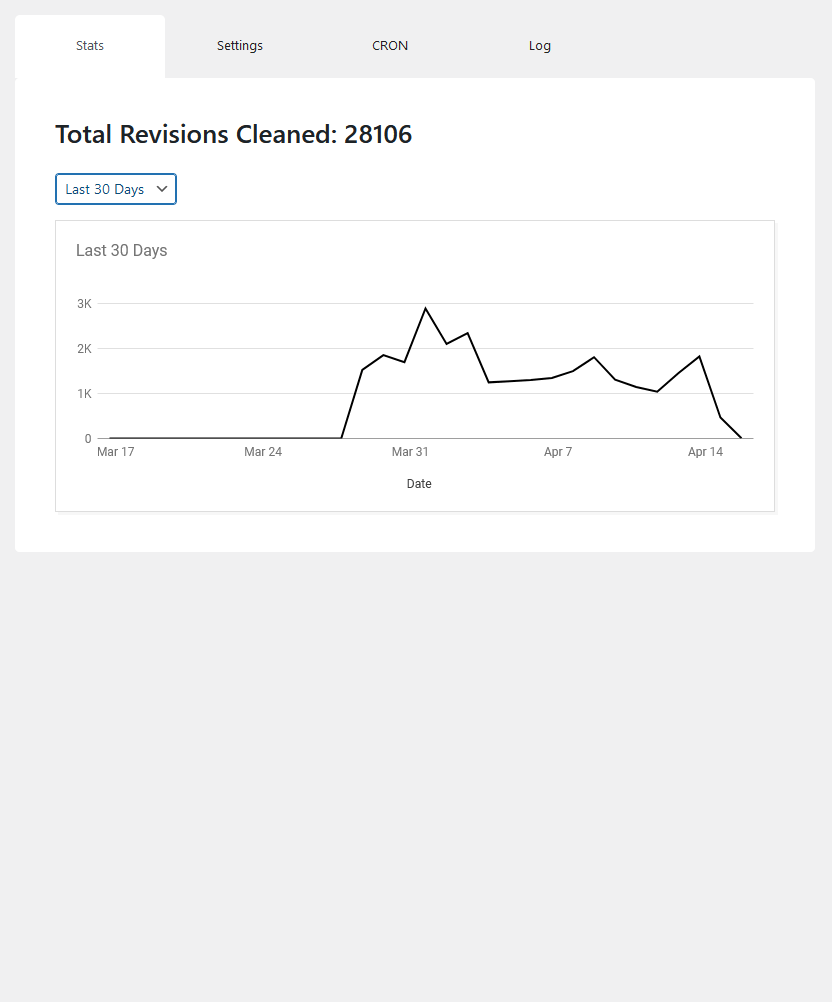 Stats Settings CRON Log
Total Revisions Cleaned: 28106
Last 30 Days
Last 30 Days
3K
2K
1K
0
Mar 17 Mar 24 Mar 31 Apr 7 Apr 14
Date